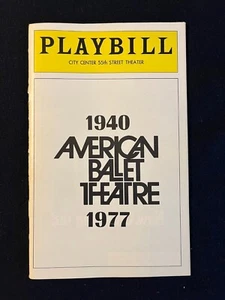 PLAYBILL
CITY CENTER 55th STREET THEATER
1940
AMERICAN
BALLET
THEATRE
1977